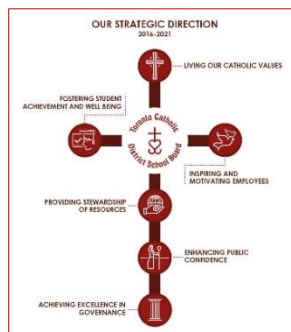 OUR STRATEGIC DIRECTION
2016-2021
LIVING OUR CATHOLIC VALUES
FOSTERING STUDENT
ACHIEVEMENT AND WELL BEING
Toronto Catholic
District School Board
INSPIRING AND
MOTIVATING EMPLOYEES
PROVIDING STEWARDSHIP
OF RESOURCES
ENHANCING PUBLIC
CONFIDENCE
ACHIEVING EXCELLENCE IN
GOVERNANCE